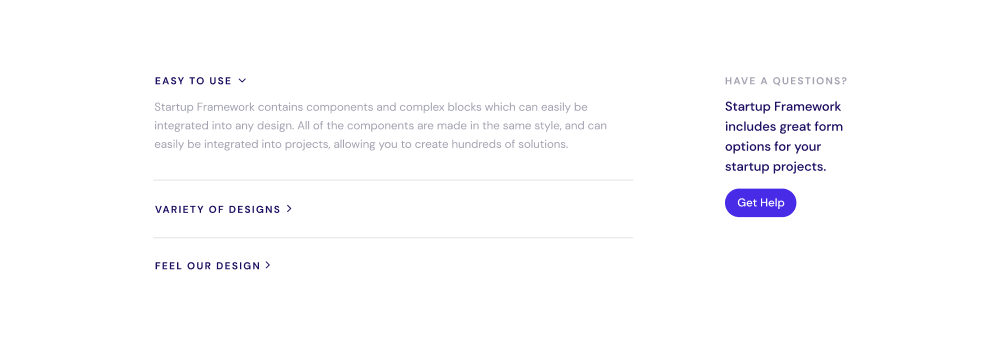 EASY TO USE
Startup Framework contains components and complex blocks which can easily be
integrated into any design. All of the components are made in the same style, and can
easily be integrated into projects, allowing you to create hundreds of solutions.
VARIETY OF DESIGNS
FEEL OUR DESIGN
HAVE A QUESTIONS?
Startup Framework
includes great form
options for your
startup projects.
Get Help